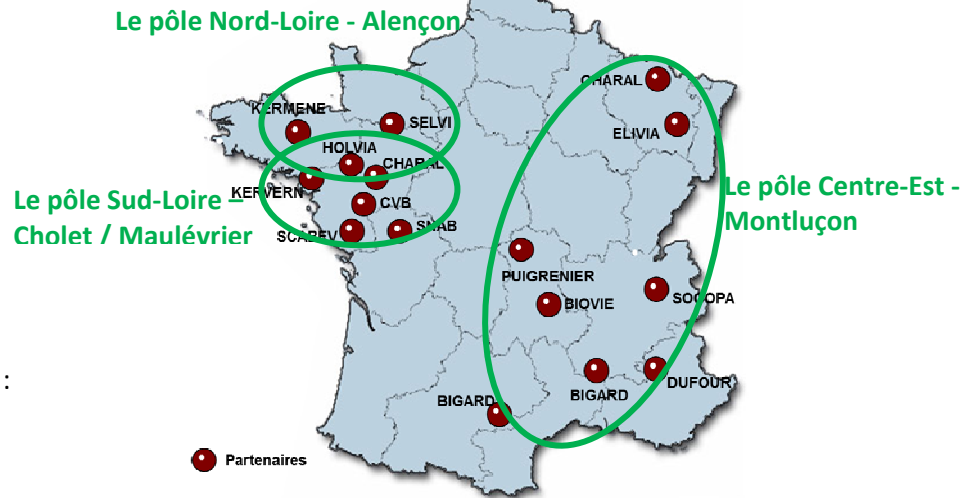 Le pôle Nord-Loire - Alençon
CHARAL
KERMENE
SELVI
ELIVIA
HOLVIA
CHARAL
KERVERN
Le pôle Sud-Loire –
Cholet / Maulévrier
CVB
SCABEV
SNAB
Le pôle Centre-Est -
Montluçon
PUIGRENIER
BIOVIE
SOCOPA
:
DUFOUR
BIGARD
BIGARD
Partenaires